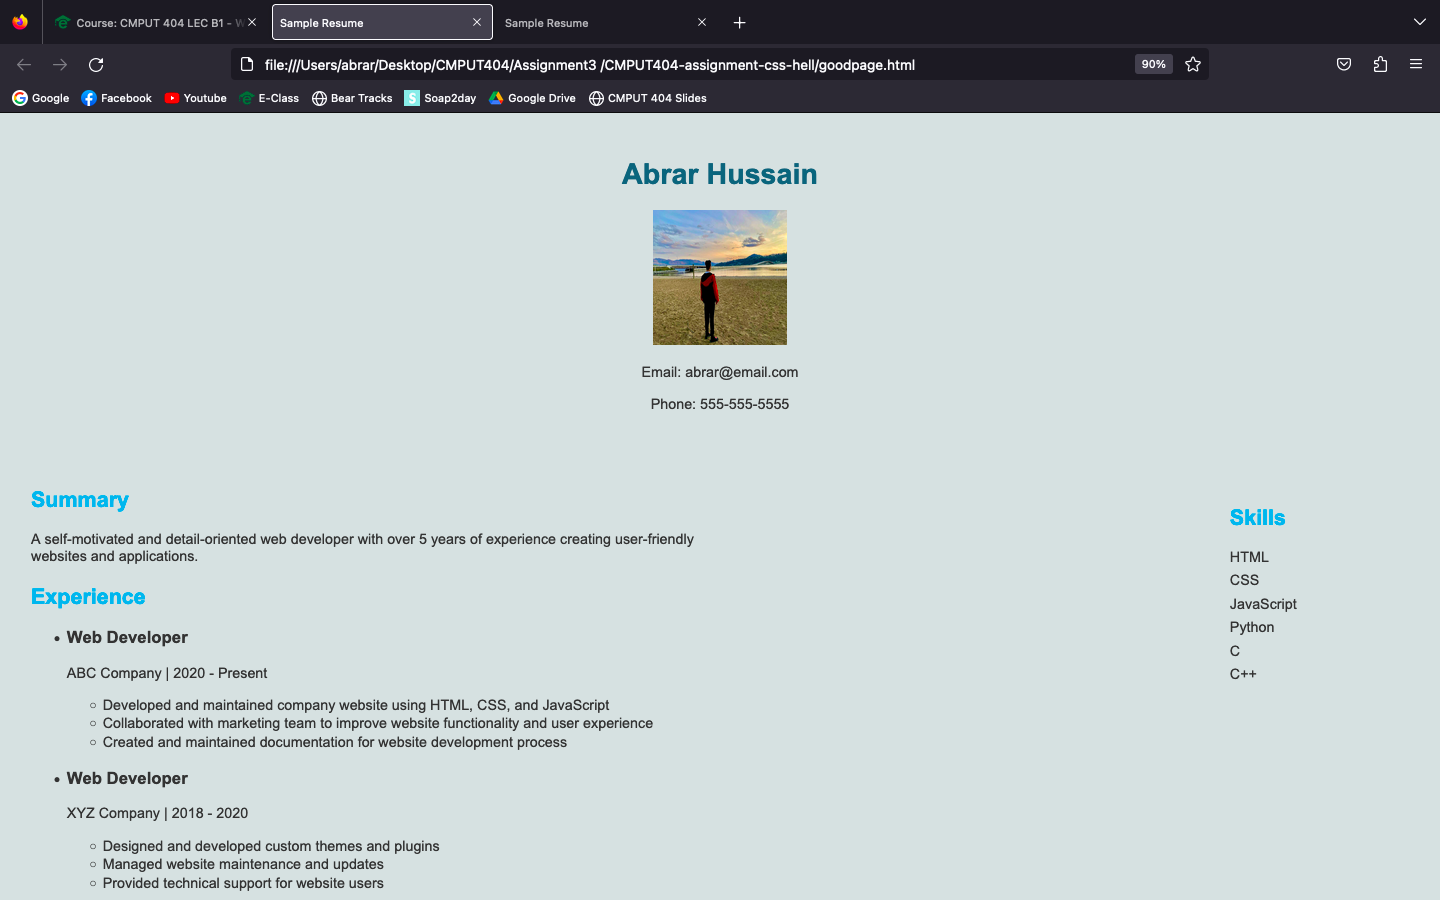 Course: CMPUT 404 LEC B1 - W
Sample Resume
Sample Resume
file:///Users/abrar/Desktop/CMPUT404/Assignment3 /CMPUT404-assignment-css-hell/goodpage.html
90%
Google
Facebook
Youtube
E-Class
Bear Tracks
S
Soap2day
Google Drive
CMPUT 404 Slides
Abrar Hussain
Email: abrar@email.com
Phone: 555-555-5555
Summary
A self-motivated and detail-oriented web developer with over 5 years of experience creating user-friendly
websites and applications.
Experience
• Web Developer
ABC Company | 2020 - Present
◦ Developed and maintained company website using HTML, CSS, and JavaScript
◦ Collaborated with marketing team to improve website functionality and user experience
◦ Created and maintained documentation for website development process
• Web Developer
XYZ Company | 2018 - 2020
◦ Designed and developed custom themes and plugins
◦ Managed website maintenance and updates
◦ Provided technical support for website users
Skills
HTML
CSS
JavaScript
Python
C
C++